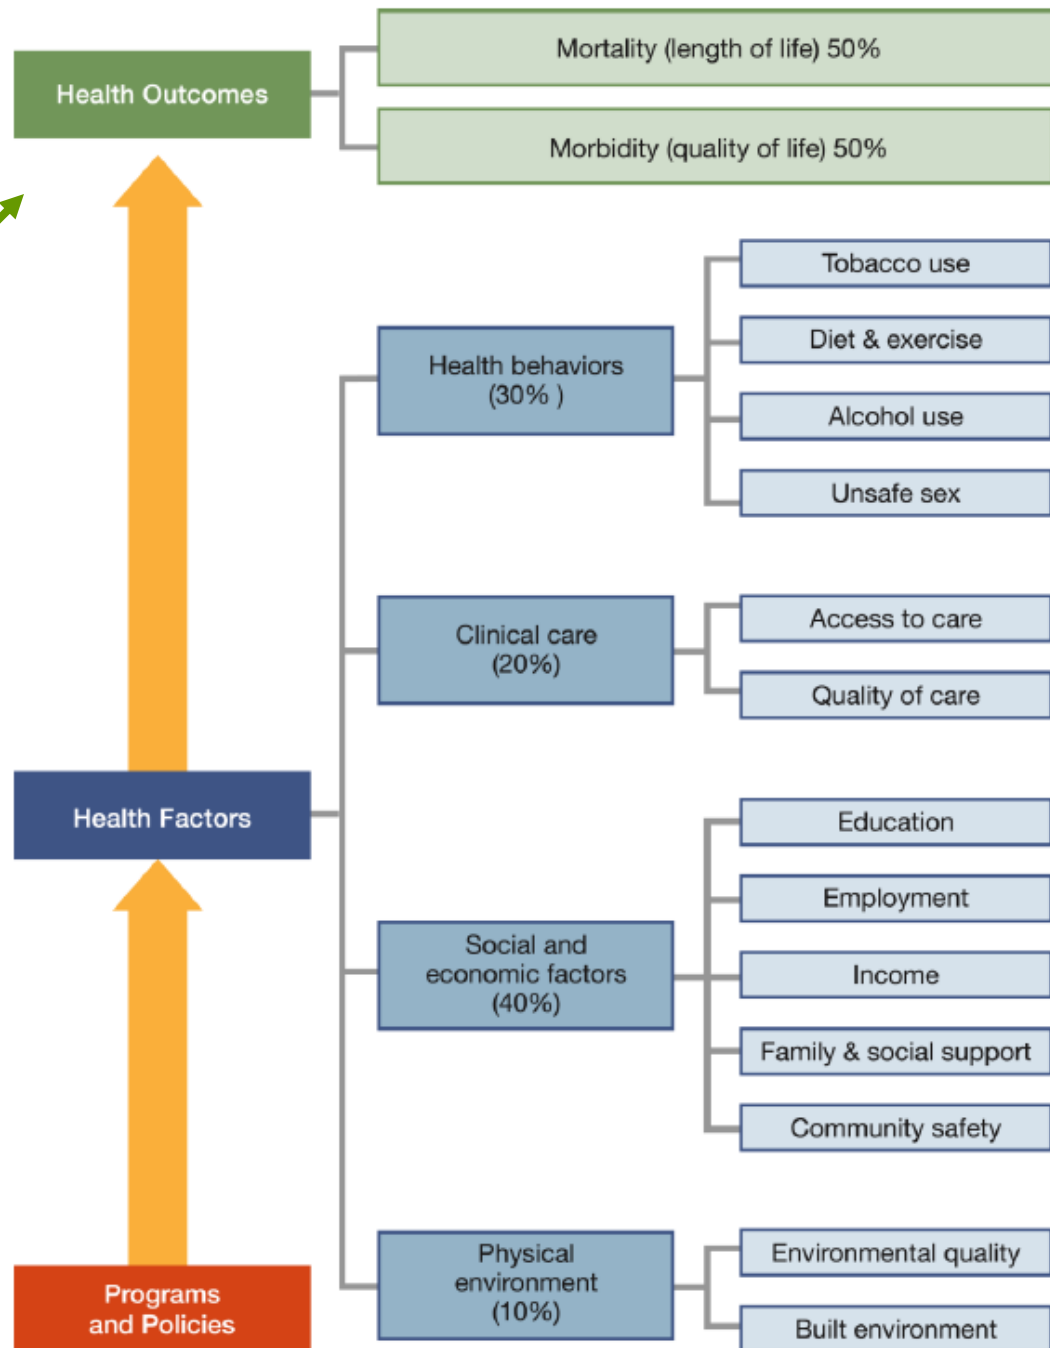 Health Outcomes
Mortality (length of life) 50%
Morbidity (quality of life) 50%
Health Factors
Health behaviors
(30% )
Tobacco use
Diet & exercise
Alcohol use
Unsafe sex
Clinical care
(20%)
Access to care
Quality of care
Social and
economic factors
(40%)
Education
Employment
Income
Family & social support
Community safety
Physical
environment
(10%)
Environmental quality
Built environment
Programs
and Policies